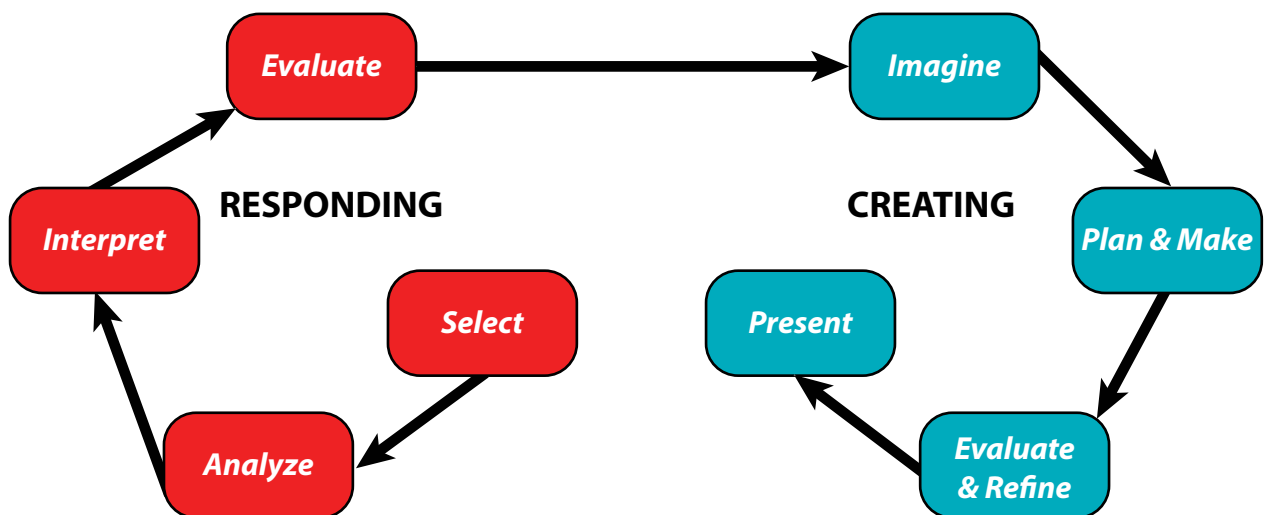 Evaluate
Imagine
RESPONDING
CREATING
Interpret
Plan & Make
Select
Present
Analyze
Evaluate
& Refine